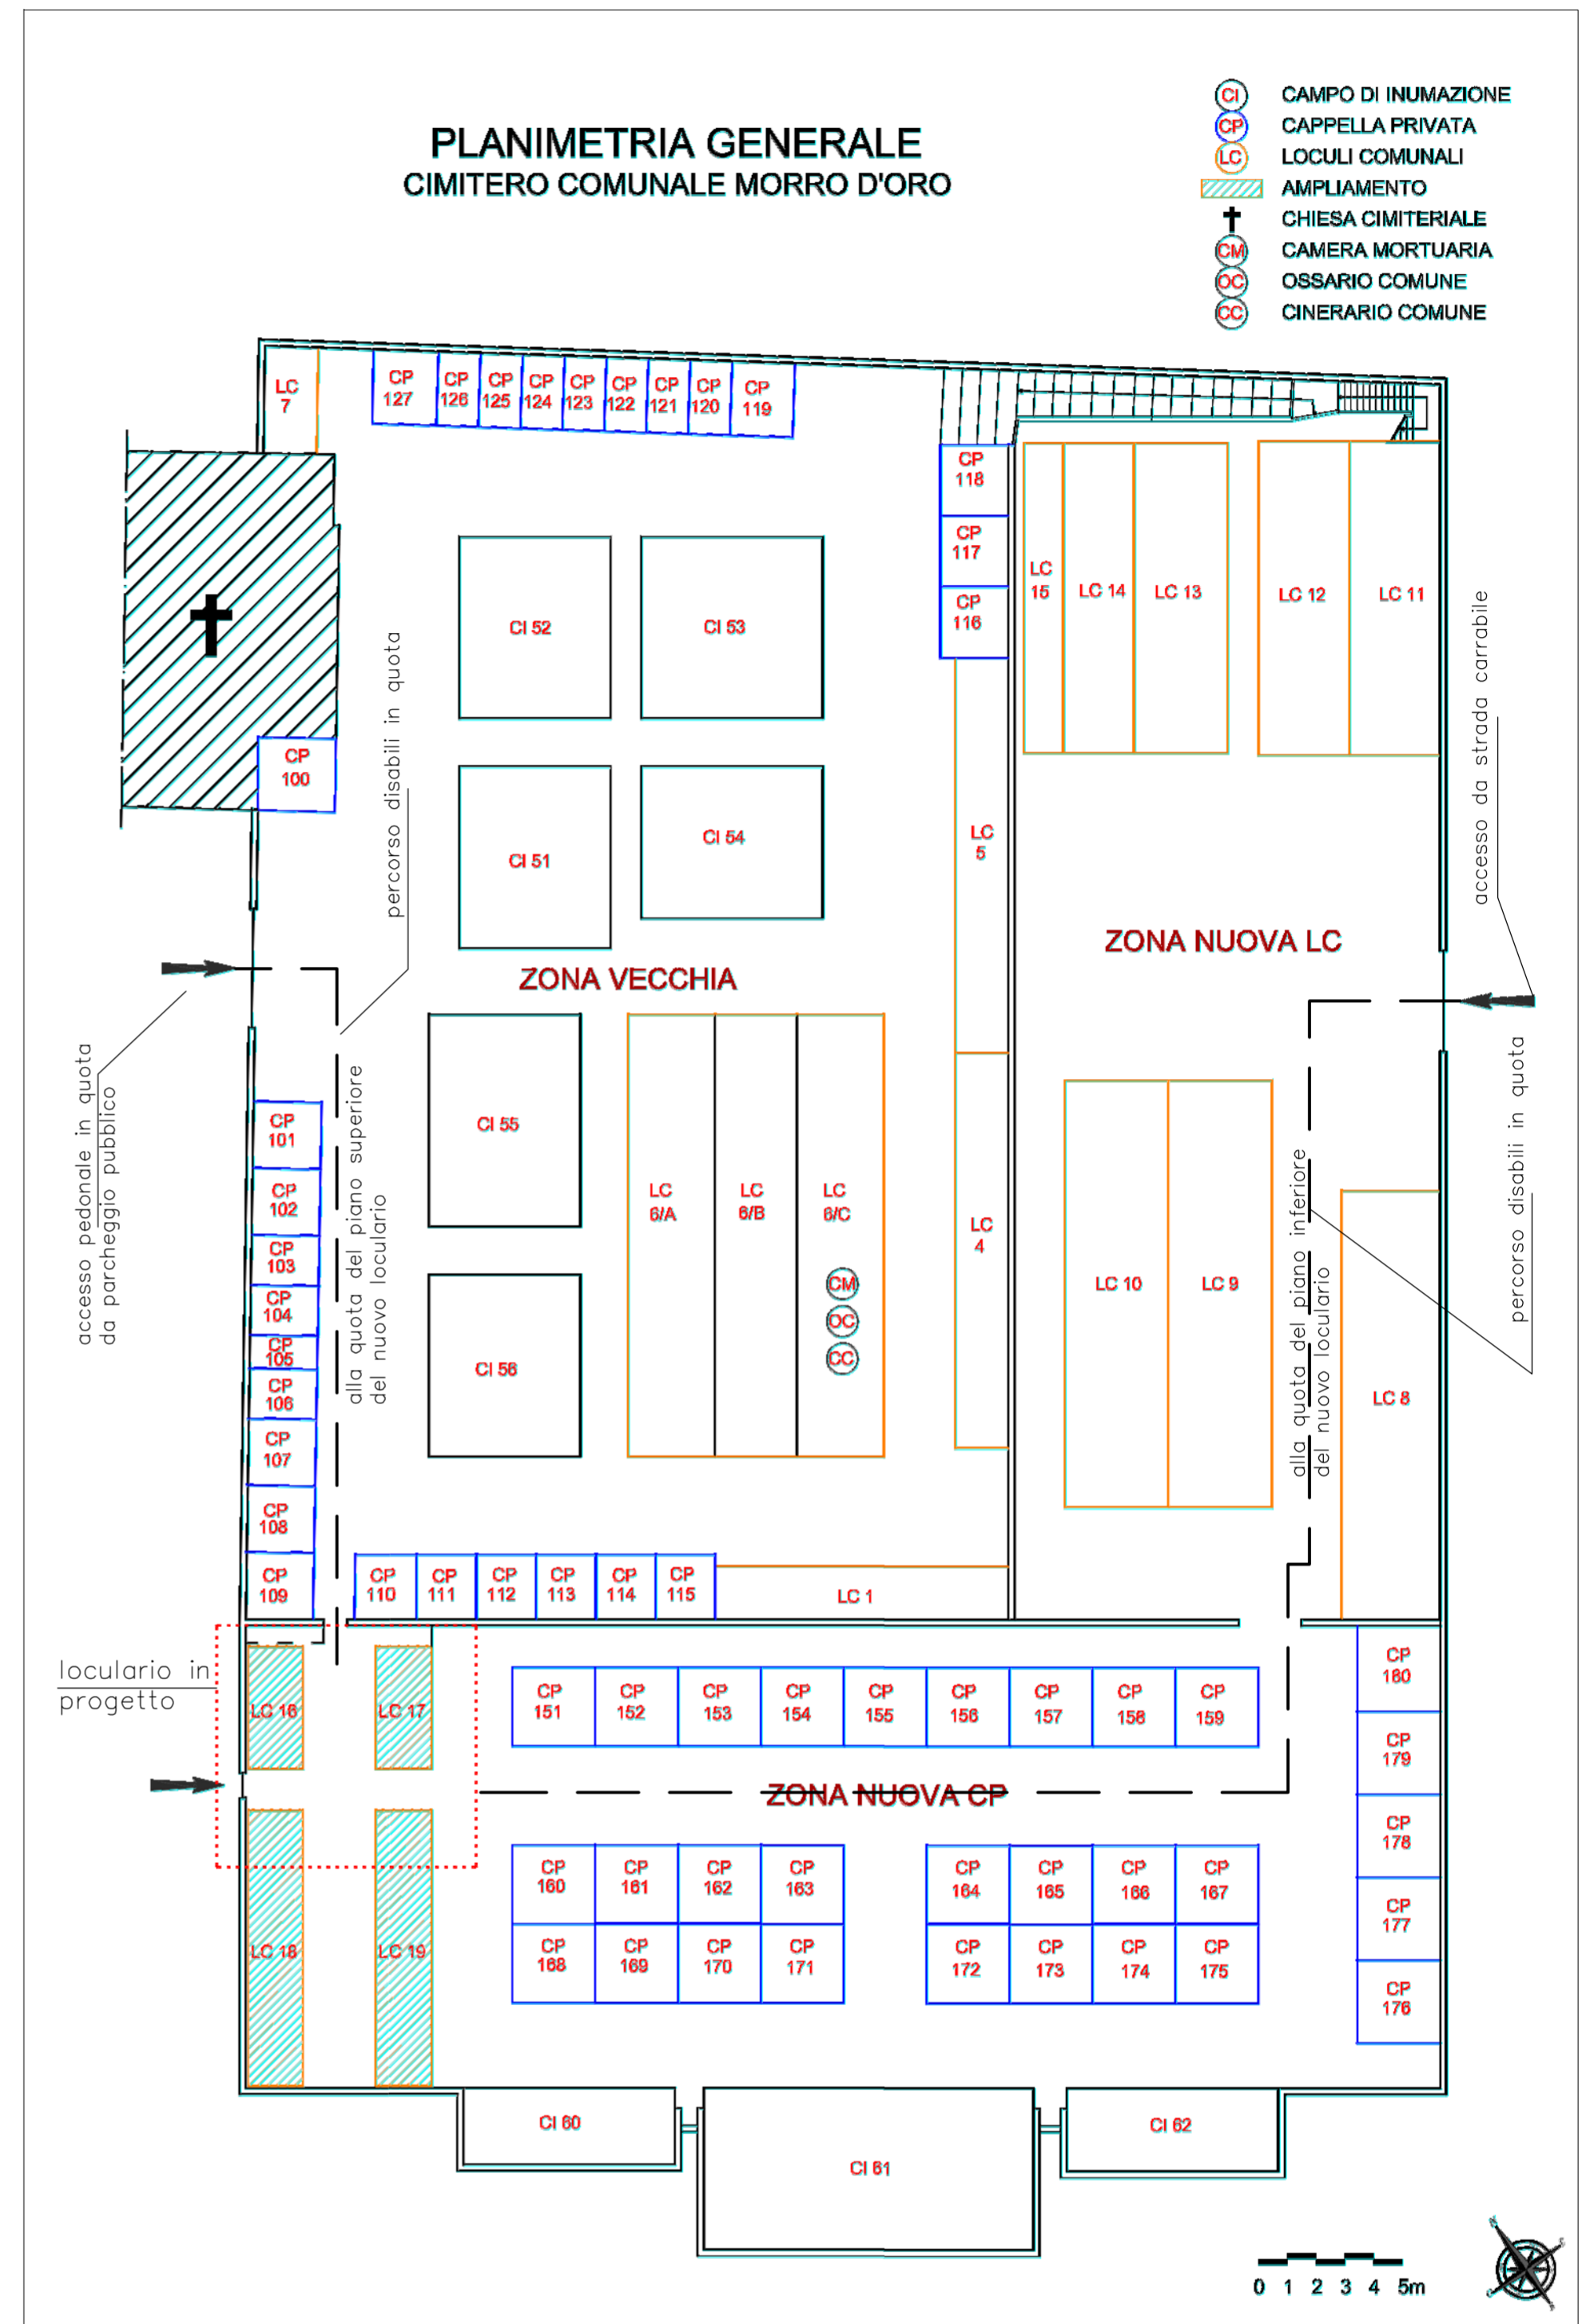 PLANIMETRIA GENERALE
CIMITERO COMUNALE MORRO D'ORO
CI CAMPO DI INUMAZIONE
CP CAPPELLA PRIVATA
LC LOCULI COMUNALI
AMPLIAMENTO
CHIESA CIMITERIALE
CM CAMERA MORTUARIA
OC OSSARIO COMUNE
CC CINERARIO COMUNE
LC
7
CP
127
CP
126
CP
125
CP
124
CP
123
CP
122
CP
121
CP
120
CP
119
CP
118
CP
117
CP
116
LC
15
LC 14
LC 13
LC 12
LC 11
CI 52
CI 53
CP
100
percorso disabili in quota
CI 51
CI 54
LC
5
accesso da strada carrabile
ZONA NUOVA LC
ZONA VECCHIA
accesso pedonale in quota
da parcheggio pubblico
CP
101
CP
102
CP
103
CP
104
CP
105
CP
106
CP
107
CP
108
CP
109
alla quota del piano superiore
del nuovo loculario
CI 55
CI 56
LC
6/A
LC
6/B
LC
6/C
CM
OC
CC
LC
4
LC 10
LC 9
alla quota del piano inferiore
del nuovo loculario
LC 8
percorso disabili in quota
CP
110
CP
111
CP
112
CP
113
CP
114
CP
115
LC 1
loculario in
progetto
LC 16
LC 17
CP
151
CP
152
CP
153
CP
154
CP
155
CP
156
CP
157
CP
158
CP
159
CP
180
CP
179
CP
178
CP
177
CP
176
ZONA NUOVA CP
LC 18
LC 19
CP
160
CP
161
CP
162
CP
163
CP
164
CP
165
CP
166
CP
167
CP
168
CP
169
CP
170
CP
171
CP
172
CP
173
CP
174
CP
175
CI 60
CI 61
CI 62
0 1 2 3 4 5m